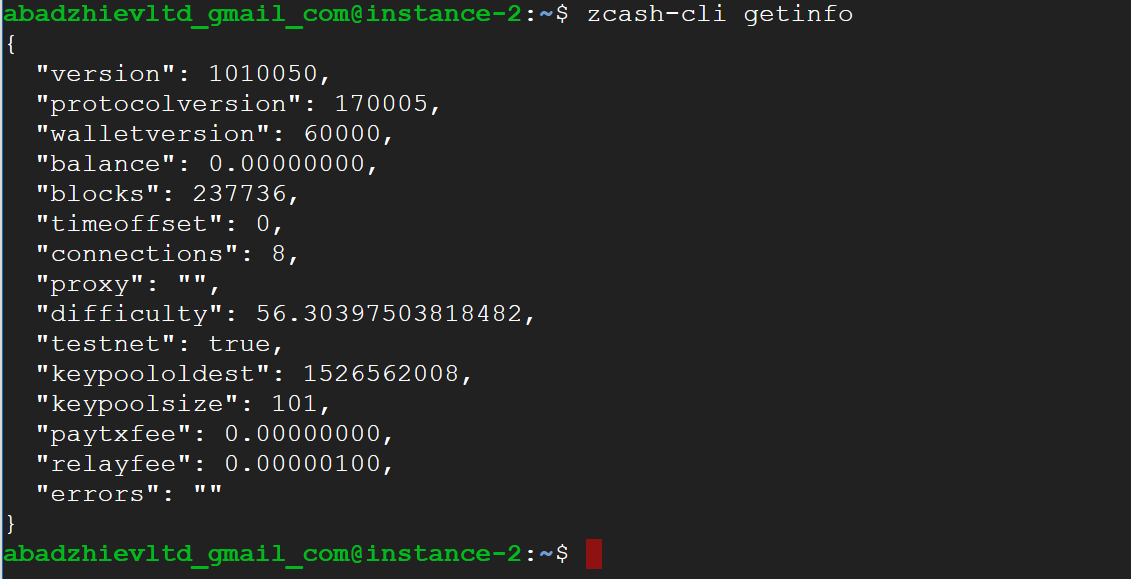 abadzhievltd_gmail_com@instance-2:~$ zcash-cli getinfo
{
  "version": 1010050,
  "protocolversion": 170005,
  "walletversion": 60000,
  "balance": 0.00000000,
  "blocks": 237736,
  "timeoffset": 0,
  "connections": 8,
  "proxy": "",
  "difficulty": 56.30397503818482,
  "testnet": true,
  "keypoololdest": 1526562008,
  "keypoolsize": 101,
  "paytxfee": 0.00000000,
  "relayfee": 0.00000100,
  "errors": ""
}
abadzhievltd_gmail_com@instance-2:~$